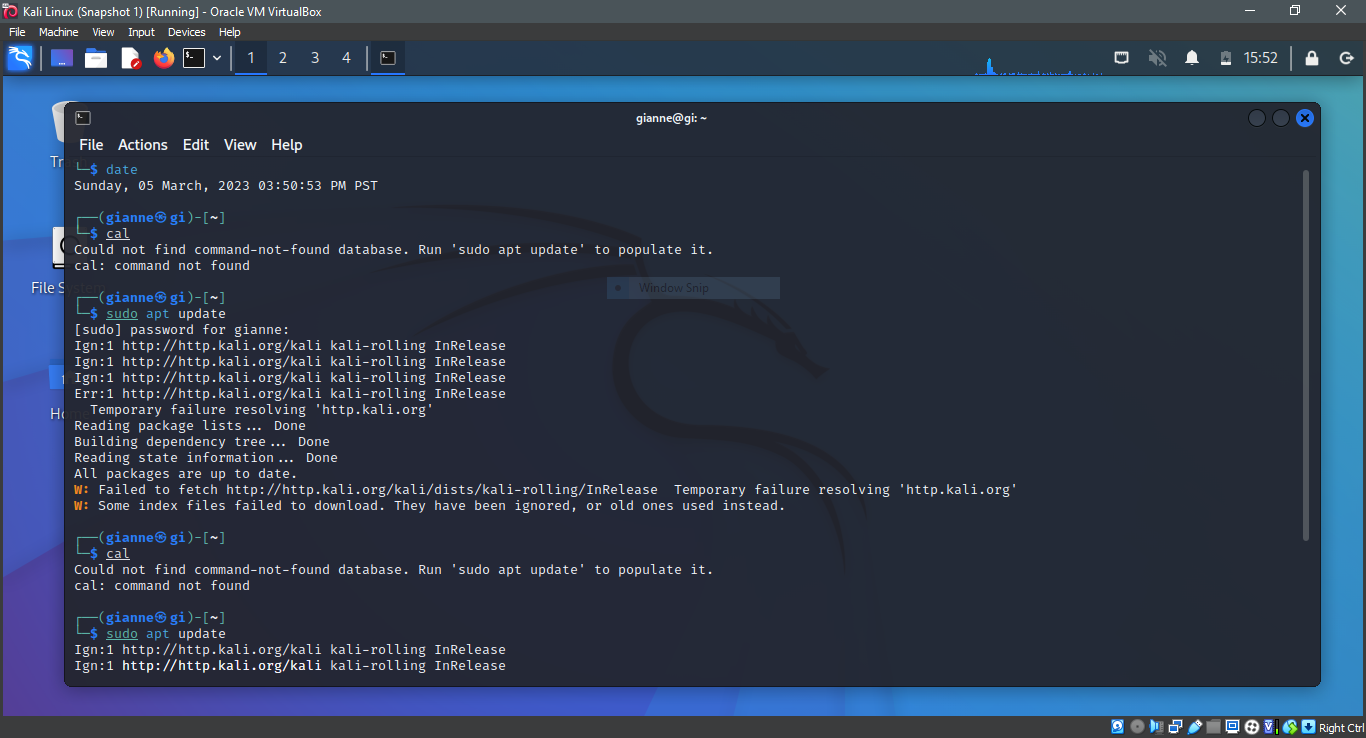 Kali Linux (Snapshot 1) [Running] - Oracle VM VirtualBox
File Machine View Input Devices Help
1 2 3 4 15:52
gianne@gi: ~
File Actions Edit View Help
└─$ date
Sunday, 05 March, 2023 03:50:53 PM PST
┌──(gianne㉿gi)-[~]
└─$ cal
Could not find command-not-found database. Run 'sudo apt update' to populate it.
cal: command not found
┌──(gianne㉿gi)-[~]
└─$ sudo apt update
[sudo] password for gianne:
Ign:1 http://http.kali.org/kali kali-rolling InRelease
Ign:1 http://http.kali.org/kali kali-rolling InRelease
Ign:1 http://http.kali.org/kali kali-rolling InRelease
Err:1 http://http.kali.org/kali kali-rolling InRelease
  Temporary failure resolving 'http.kali.org'
Reading package lists... Done
Building dependency tree... Done
Reading state information... Done
All packages are up to date.
W: Failed to fetch http://http.kali.org/kali/dists/kali-rolling/InRelease  Temporary failure resolving 'http.kali.org'
W: Some index files failed to download. They have been ignored, or old ones used instead.
┌──(gianne㉿gi)-[~]
└─$ cal
Could not find command-not-found database. Run 'sudo apt update' to populate it.
cal: command not found
┌──(gianne㉿gi)-[~]
└─$ sudo apt update
Ign:1 http://http.kali.org/kali kali-rolling InRelease
Ign:1 http://http.kali.org/kali kali-rolling InRelease
Window Snip
File System
Right Ctrl